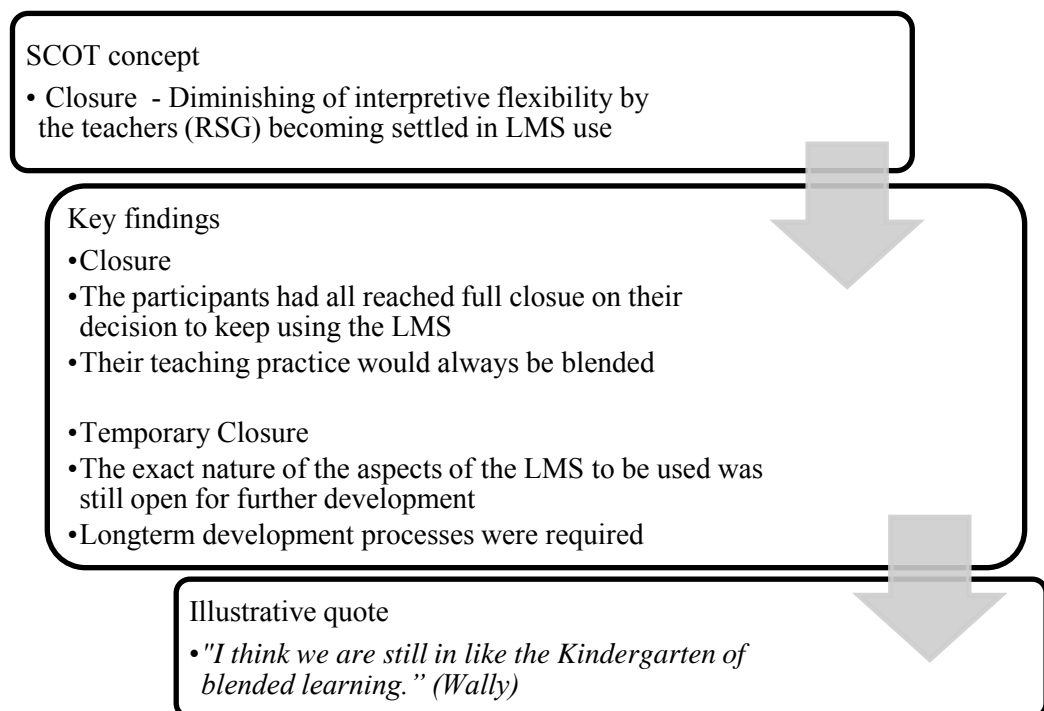 SCOT concept
• Closure - Diminishing of interpretive flexibility by
the teachers (RSG) becoming settled in LMS use
Key findings
•Closure
•The participants had all reached full closue on their
decision to keep using the LMS
•Their teaching practice would always be blended
•Temporary Closure
•The exact nature of the aspects of the LMS to be used was
still open for further development
•Longterm development processes were required
Illustrative quote
•"I think we are still in like the Kindergarten of
blended learning.” (Wally)